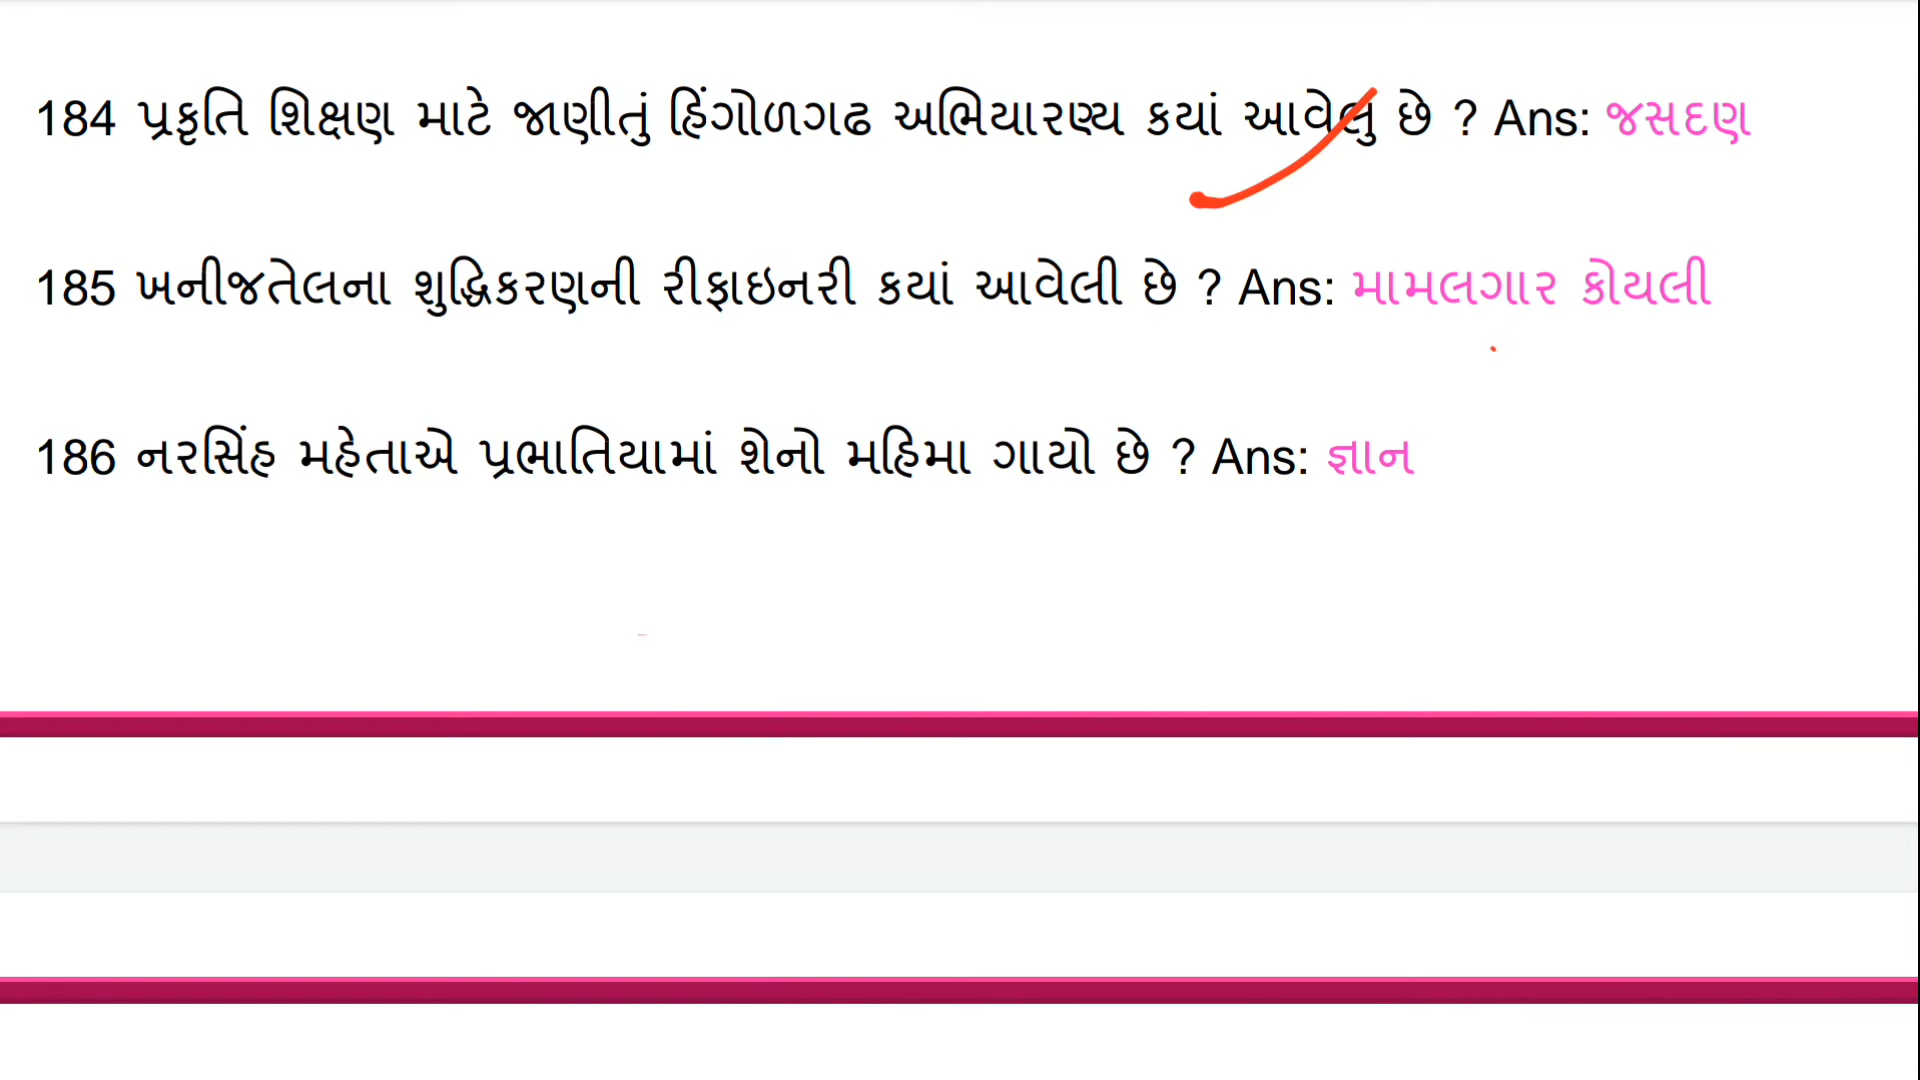 184 પ્રકૃતિ શિક્ષણ માટે જાણીતું હિંગોળગઢ અભિયારણ્ય કયાં આવેલું છે ? Ans: જસદણ
185 ખનીજતેલના શુદ્ધિકરણની રીફાઇનરી કયાં આવેલી છે ? Ans: મામલગાર કોયલી
186 નરસિંહ મહેતાએ પ્રભાતિયામાં શેનો મહિમા ગાયો છે ? Ans: જ્ઞાન